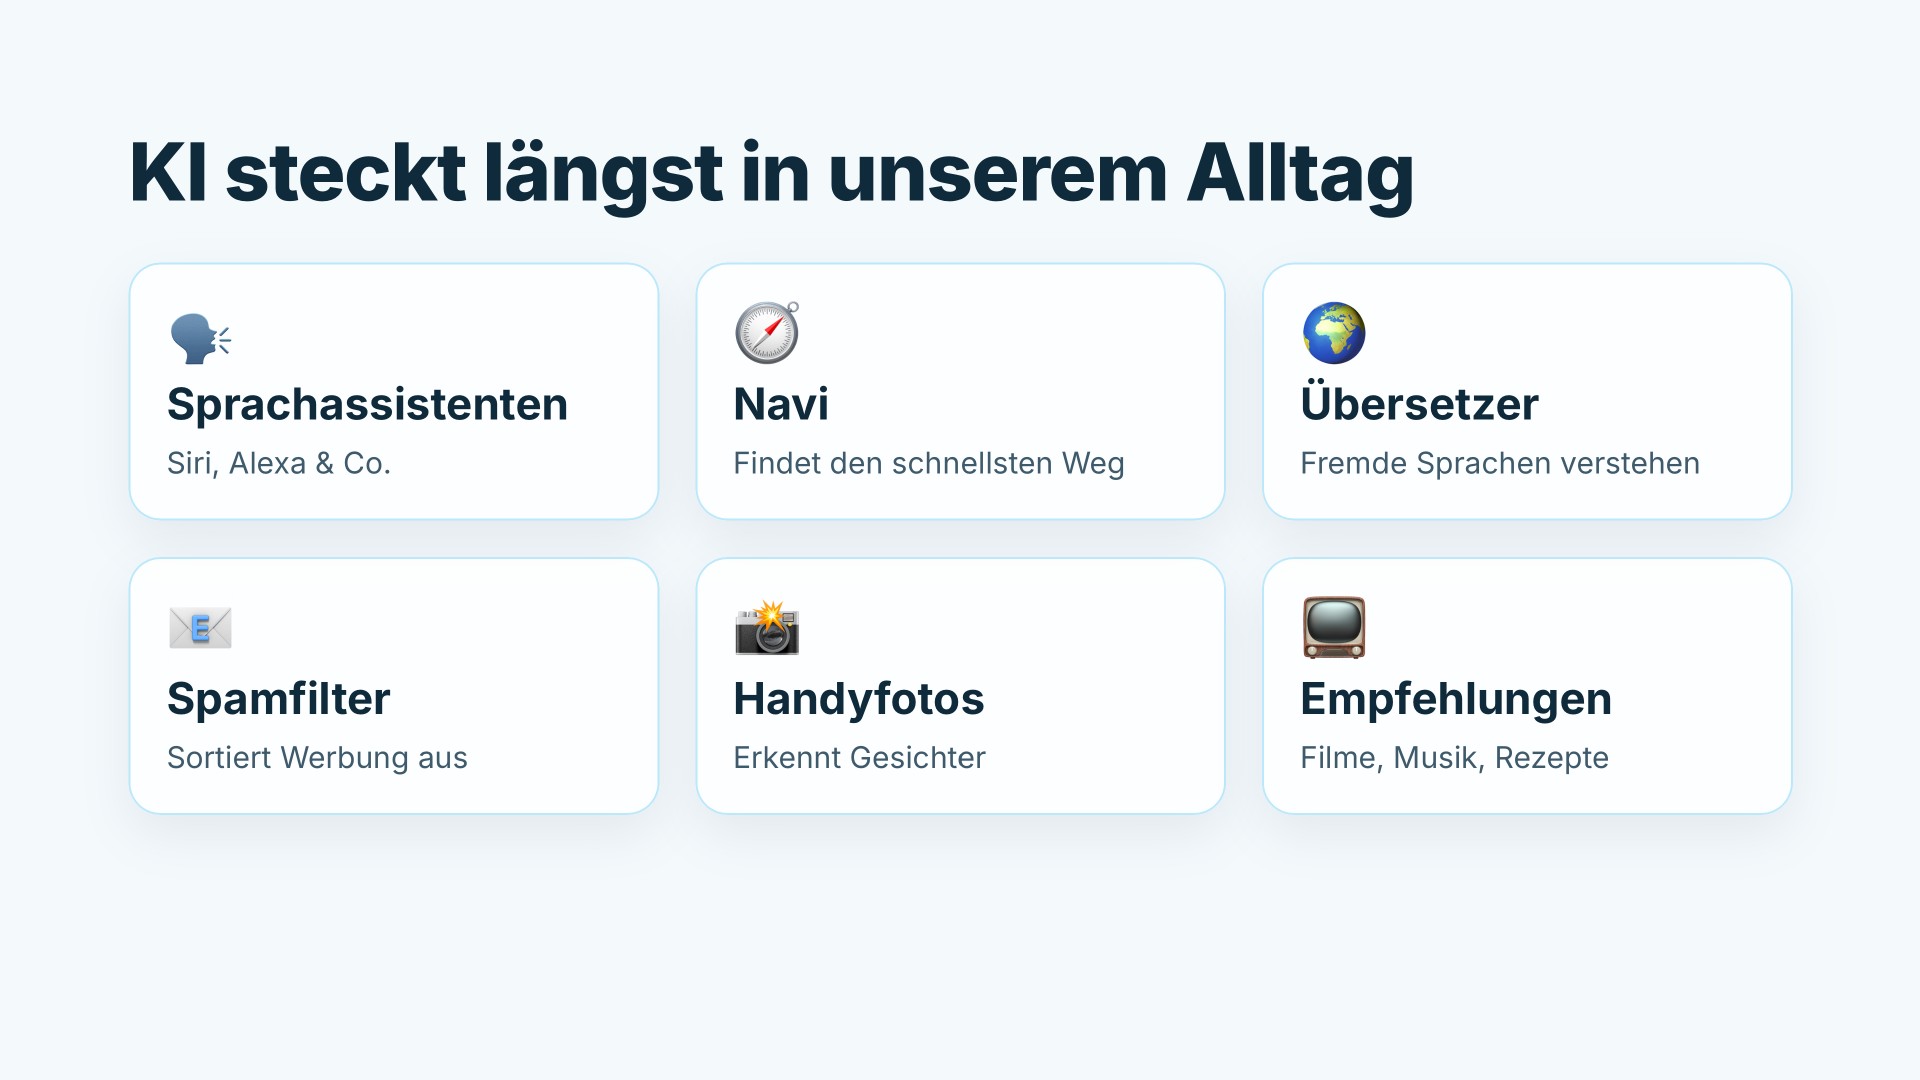 KI steckt längst in unserem Alltag
Sprachassistenten
Siri, Alexa & Co.
Navi
Findet den schnellsten Weg
Übersetzer
Fremde Sprachen verstehen
E
Spamfilter
Sortiert Werbung aus
Handyfotos
Erkennt Gesichter
Empfehlungen
Filme, Musik, Rezepte